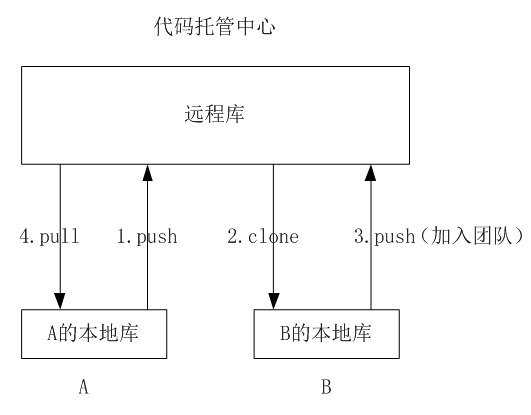 代码托管中心
远程库
4.pull
1.push
2.clone
3.push(加入团队)
A的本地库
B的本地库
A
B